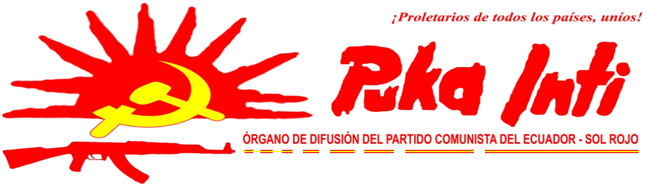 ¡Proletarios de todos los países, uníos!
Puka Inti
ÓRGANO DE DIFUSIÓN DEL PARTIDO COMUNISTA DEL ECUADOR - SOL ROJO